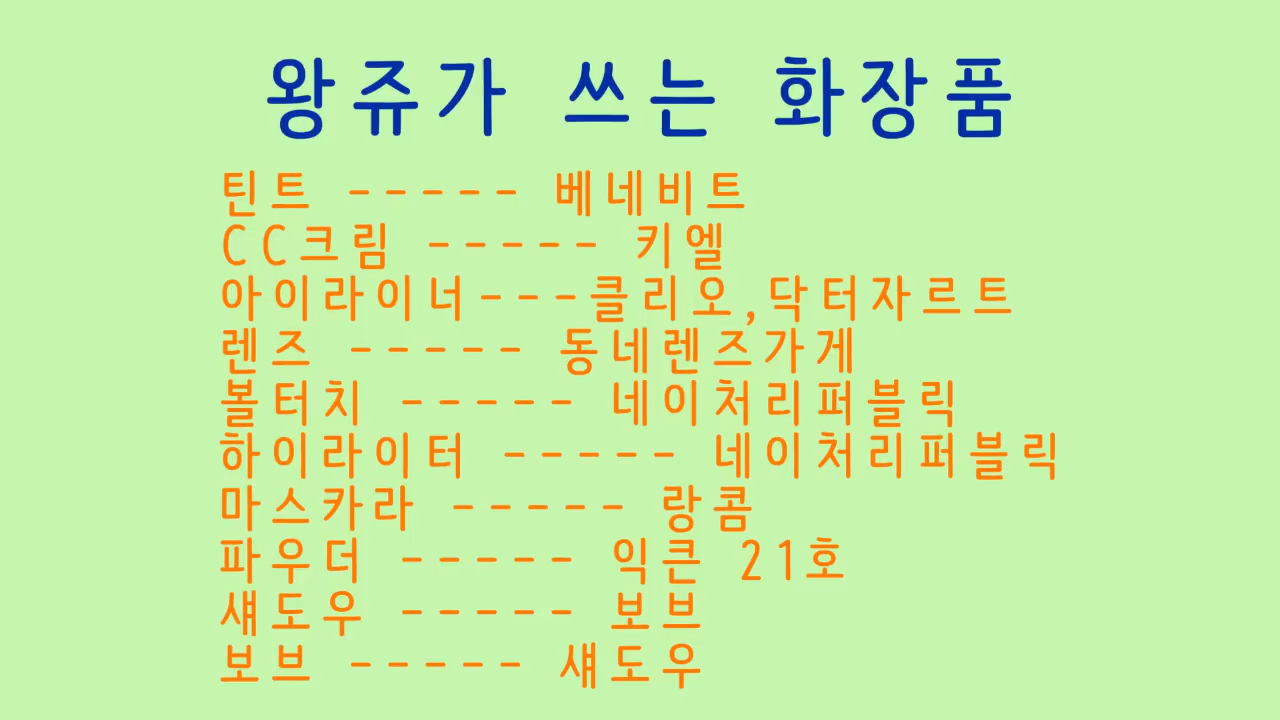 왕쥬가 쓰는 화장품
틴트 ----- 베네비트
CC크림 ----- 키엘
아이라이너---클리오,닥터자르트
렌즈 ----- 동네렌즈가게
볼터치 ----- 네이처리퍼블릭
하이라이터 ----- 네이처리퍼블릭
마스카라 ----- 랑콤
파우더 ----- 익큰 21호
섀도우 ----- 보브
보브 ----- 섀도우